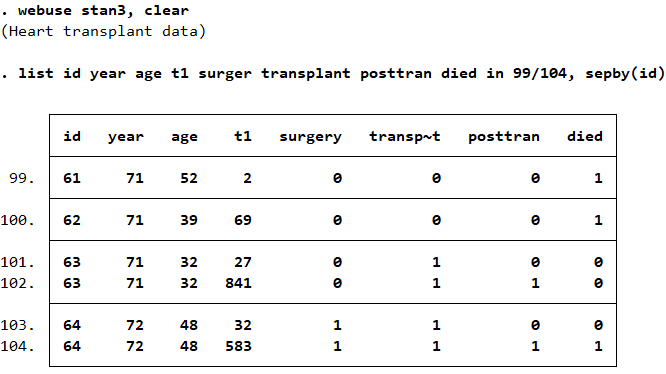 . webuse stan3, clear
(Heart transplant data)
. list id year age t1 surger transplant posttran died in 99/104, sepby(id)
id year age t1 surgery transp~t posttran died
99. 61 71 52 2 0 0 0 1
100. 62 71 39 69 0 0 0 1
101. 63 71 32 27 0 1 0 0
102. 63 71 32 841 0 1 1 0
103. 64 72 48 32 1 1 0 0
104. 64 72 48 583 1 1 1 1